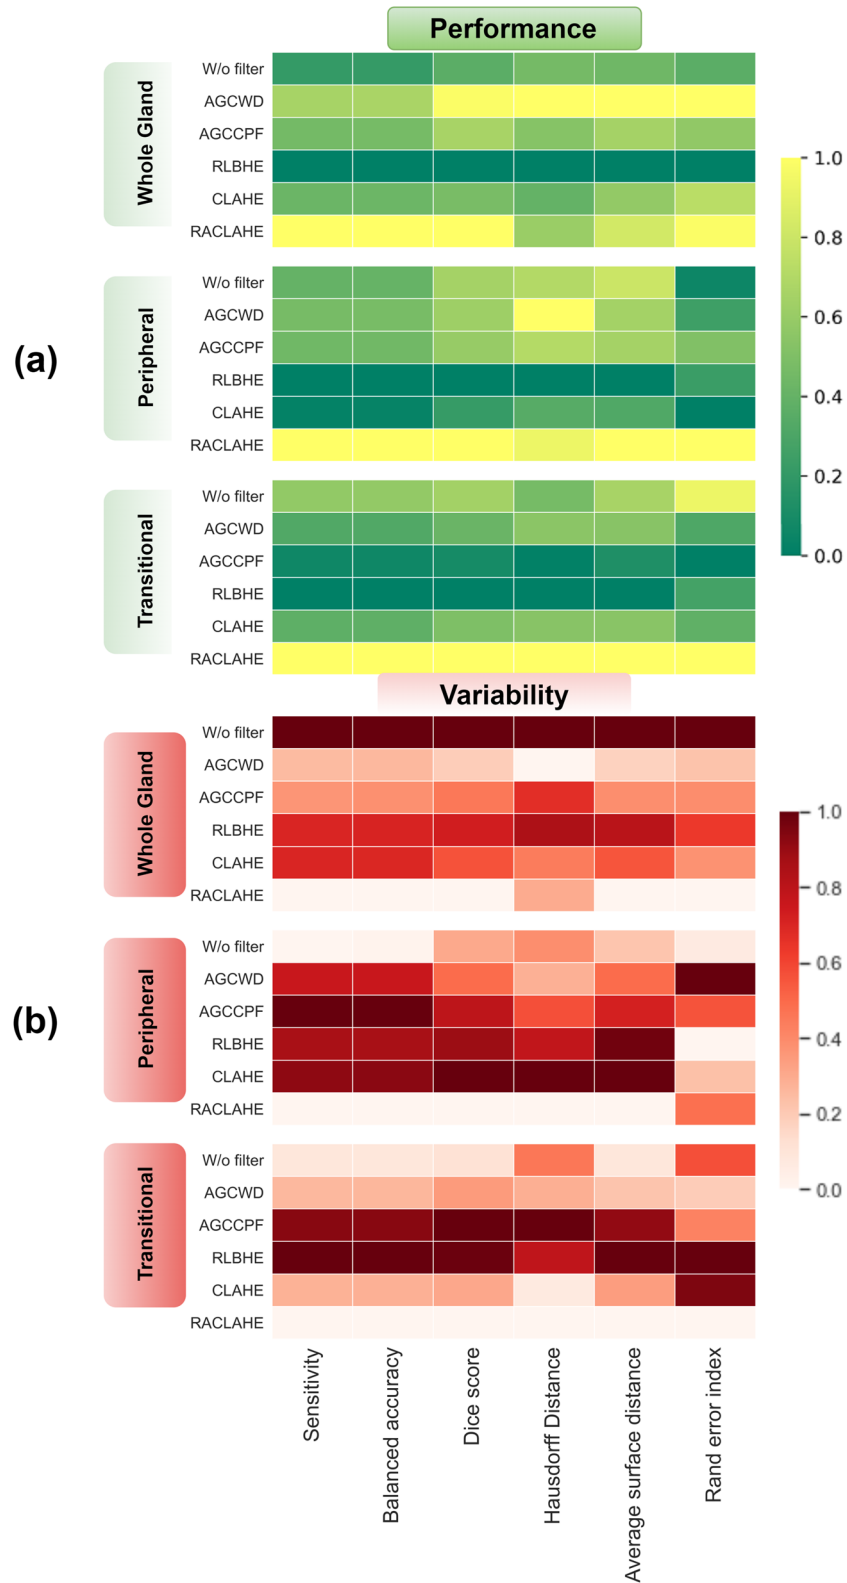 Performance
(a)
Whole Gland
W/o filter
AGCWD
AGCCPF
RLBHE
CLAHE
RACLAHE
Peripheral
W/o filter
AGCWD
AGCCPF
RLBHE
CLAHE
RACLAHE
Transitional
W/o filter
AGCWD
AGCCPF
RLBHE
CLAHE
RACLAHE
1.0
0.8
0.6
0.4
0.2
0.0
Variability
(b)
Whole Gland
W/o filter
AGCWD
AGCCPF
RLBHE
CLAHE
RACLAHE
Peripheral
W/o filter
AGCWD
AGCCPF
RLBHE
CLAHE
RACLAHE
Transitional
W/o filter
AGCWD
AGCCPF
RLBHE
CLAHE
RACLAHE
1.0
0.8
0.6
0.4
0.2
0.0
Sensitivity
Balanced accuracy
Dice score
Hausdorff Distance
Average surface distance
Rand error index